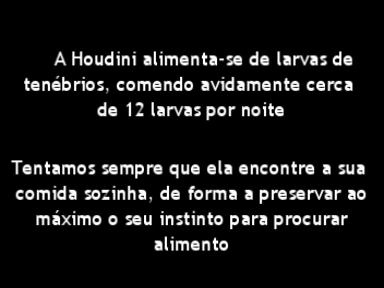 A Houdini alimenta-se de larvas de
tenébrios, comendo avidamente cerca
de 12 larvas por noite
Tentamos sempre que ela encontre a sua
comida sozinha, de forma a preservar ao
máximo o seu instinto para procurar
alimento